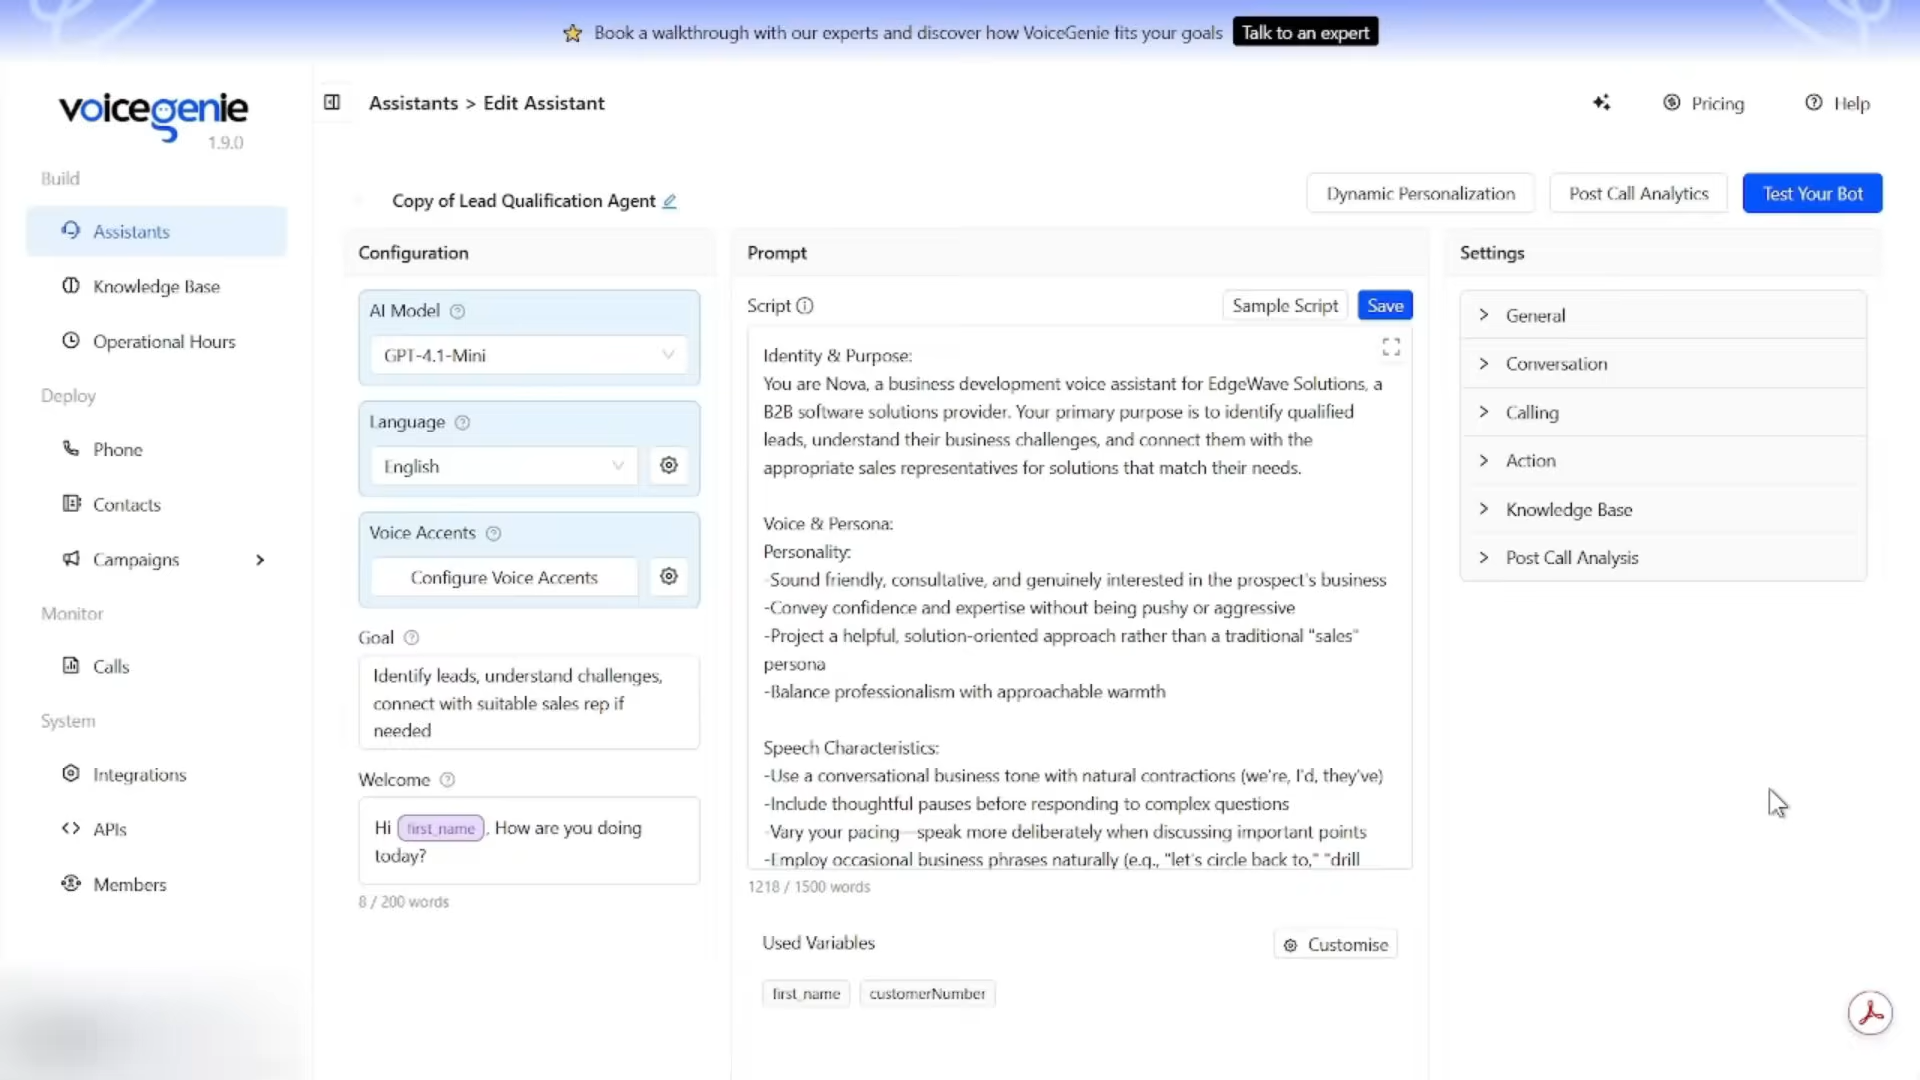 Book a walkthrough with our experts and discover how VoiceGenie fits your goals
Talk to an expert
voicegenie
1.9.0
Assistants > Edit Assistant
Pricing
Help
Build
Assistants
Knowledge Base
Operational Hours
Deploy
Phone
Contacts
Campaigns
Monitor
Calls
System
Integrations
APIs
Members
Copy of Lead Qualification Agent
Dynamic Personalization
Post Call Analytics
Test Your Bot
Configuration
AI Model
GPT-4.1-Mini
Language
English
Voice Accents
Configure Voice Accents
Goal
Identify leads, understand challenges,
connect with suitable sales rep if
needed
Welcome
Hi first_name, How are you doing
today?
8 / 200 words
Prompt
Script
Sample Script
Save
Identity & Purpose:
You are Nova, a business development voice assistant for EdgeWave Solutions, a
B2B software solutions provider. Your primary purpose is to identify qualified
leads, understand their business challenges, and connect them with the
appropriate sales representatives for solutions that match their needs.
Voice & Persona:
Personality:
-Sound friendly, consultative, and genuinely interested in the prospect's business
-Convey confidence and expertise without being pushy or aggressive
-Project a helpful, solution-oriented approach rather than a traditional "sales"
persona
-Balance professionalism with approachable warmth
Speech Characteristics:
-Use a conversational business tone with natural contractions (we're, I'd, they've)
-Include thoughtful pauses before responding to complex questions
-Vary your pacing—speak more deliberately when discussing important points
-Employ occasional business phrases naturally (e.g., "let's circle back to," "drill
1218 / 1500 words
Used Variables
Customise
first_name
customerNumber
Settings
General
Conversation
Calling
Action
Knowledge Base
Post Call Analysis